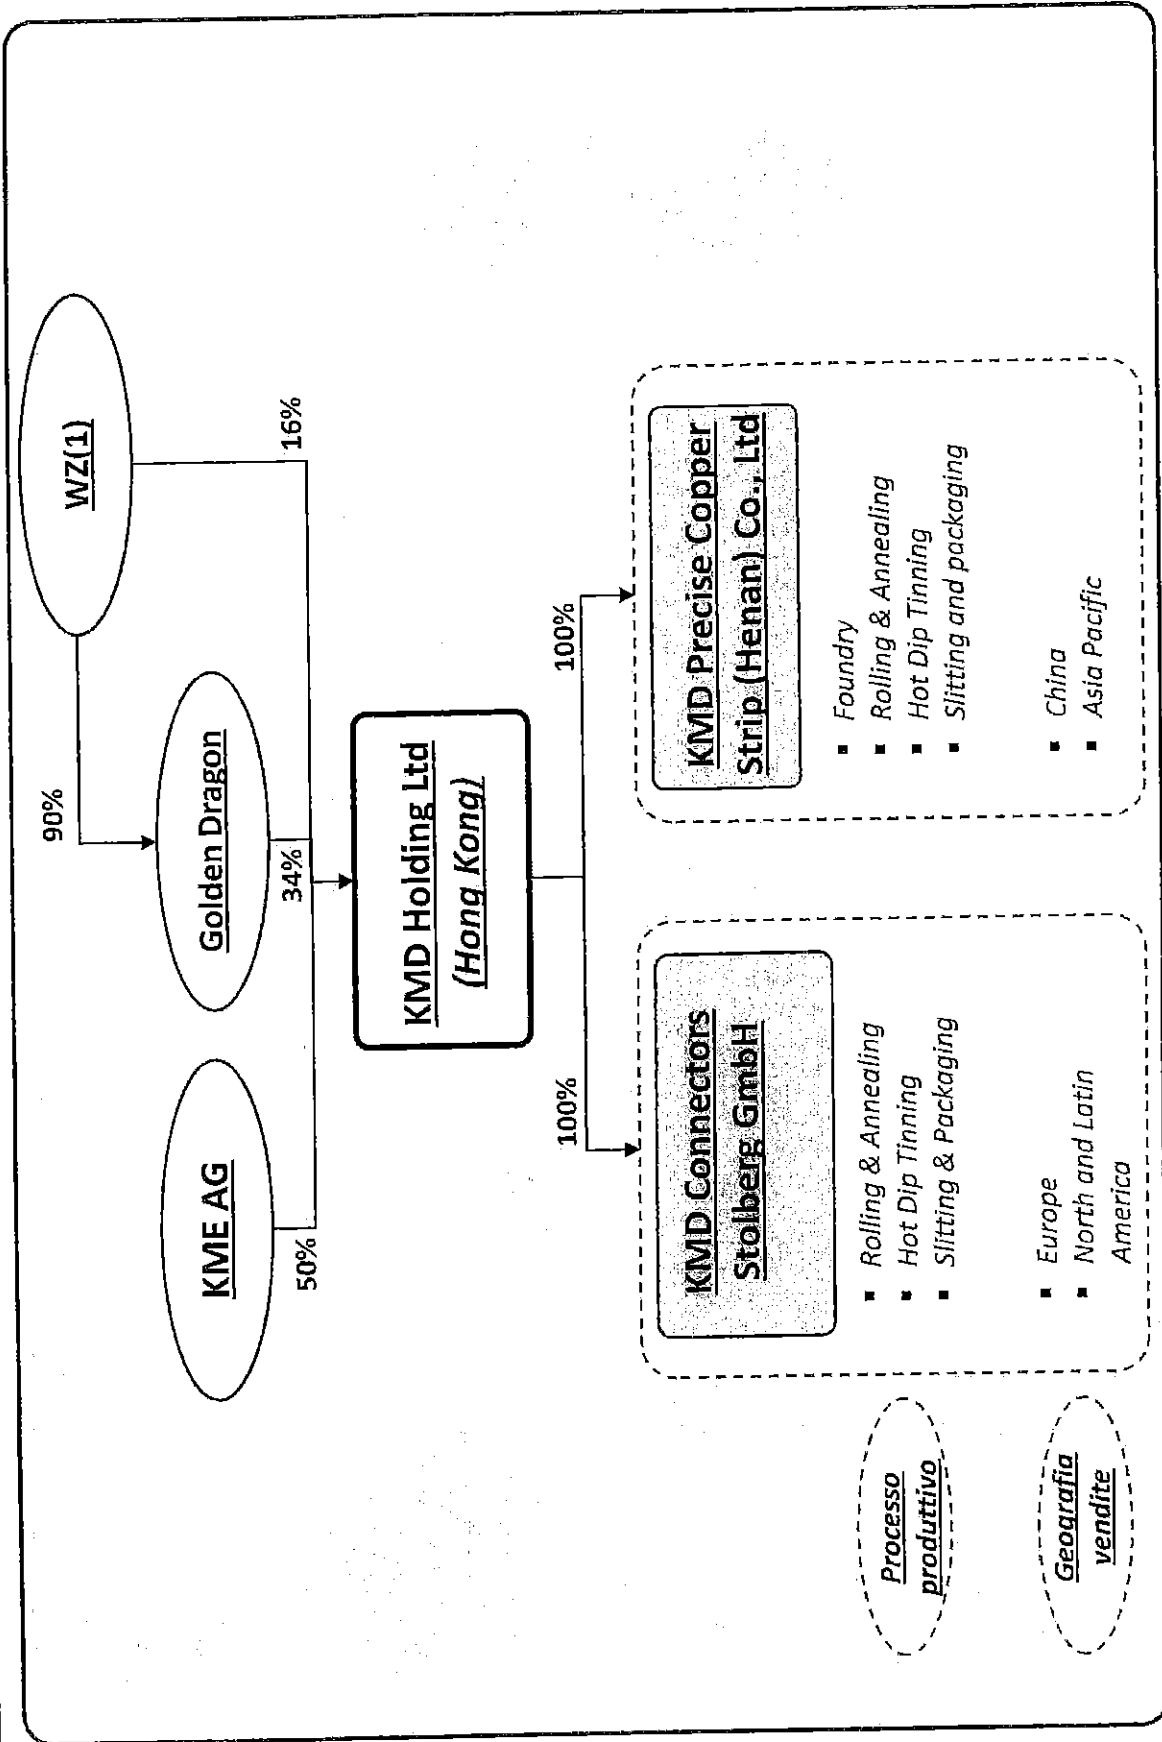 WZ(1)
90%
16%
Golden Dragon
34%
KME AG
50%
KMD Holding Ltd
(Hong Kong)
100%
100%
KMD Connectors
Stolberg GmbH
KMD Precise Copper
Strip (Henan) Co., Ltd
Processo
produttivo
▪ Rolling & Annealing
▪ Hot Dip Tinning
▪ Slitting & Packaging
▪ Foundry
▪ Rolling & Annealing
▪ Hot Dip Tinning
▪ Slitting and packaging
Geografia
vendite
▪ Europe
▪ North and Latin
America
▪ China
▪ Asia Pacific